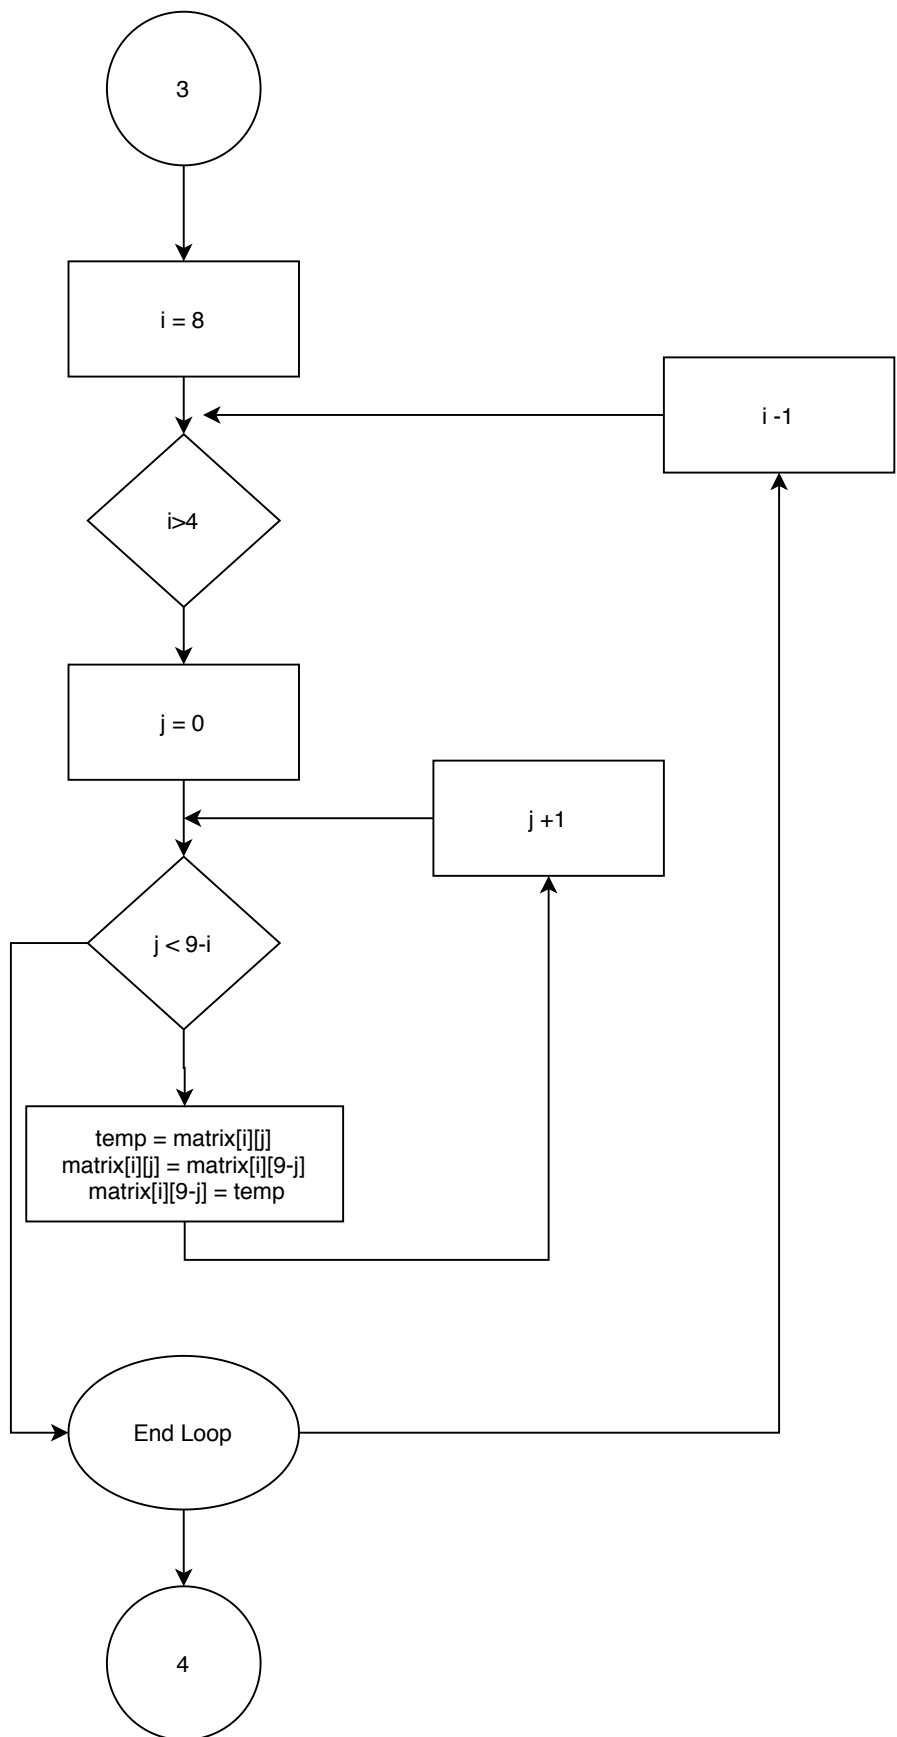 3
i = 8
i -1
i>4
j = 0
j +1
j < 9-i
temp = matrix[i][j]
matrix[i][j] = matrix[i][9-j]
matrix[i][9-j] = temp
End Loop
4